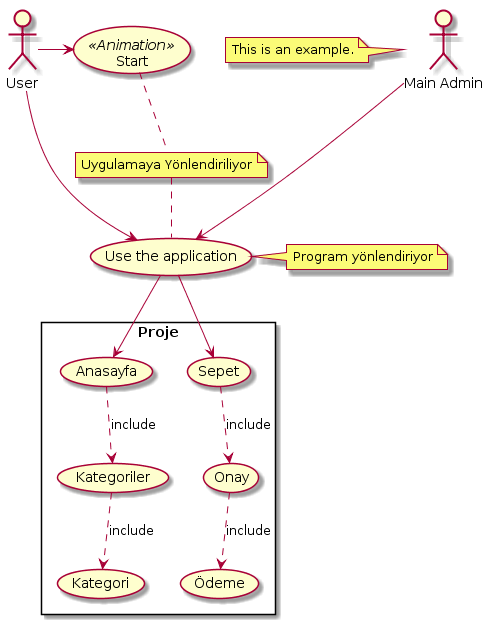 «Animation»
Start
This is an example.
User
Main Admin
Uygulamaya Yönlendiriliyor
Use the application
Program yönlendiriyor
Proje
Anasayfa
Sepet
include
include
Kategoriler
Onay
include
include
Kategori
Ödeme